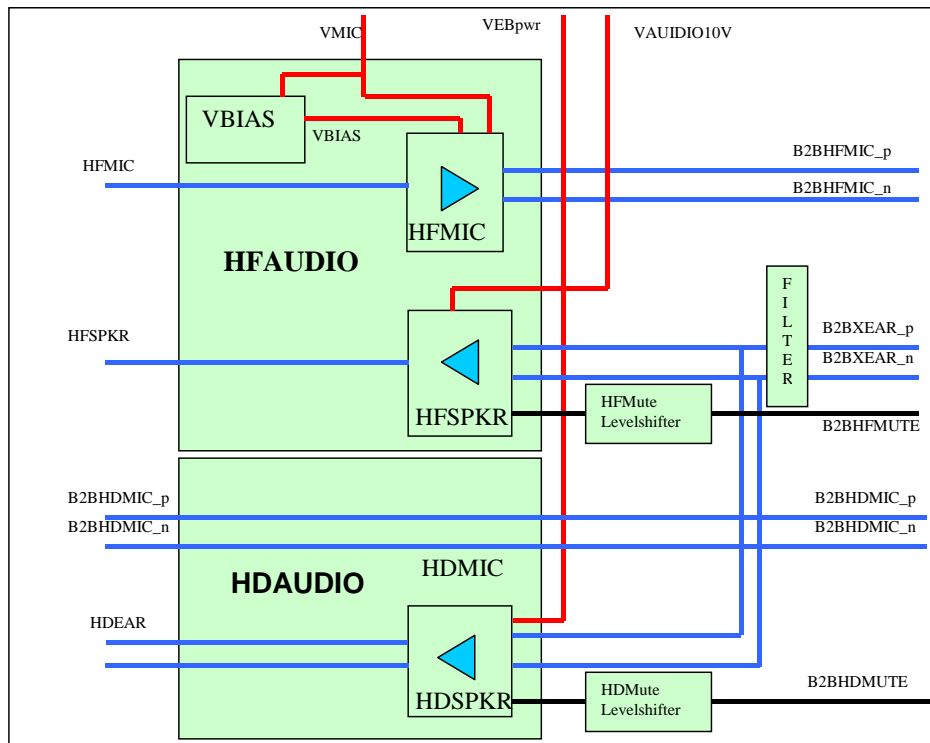 VMIC
VEBpwr
VAUIDIO10V
VBIAS
VBIAS
HFMIC
B2BHFMIC_p
B2BHFMIC_n
HFMIC
HFAUDIO
FILTER
HFSPKR
B2BXEAR_p
B2BXEAR_n
HFSPKR
HFMute
Levelshifter
B2BHFMUTE
B2BHDMIC_p
B2BHDMIC_n
B2BHDMIC_p
B2BHDMIC_n
HDMIC
HDAUDIO
HDEAR
HDSPKR
HDMute
Levelshifter
B2BHDMUTE